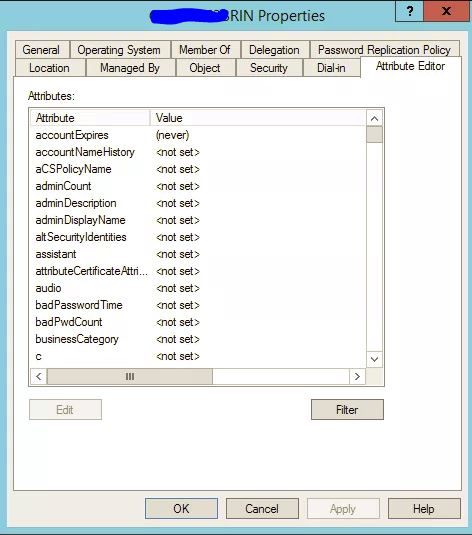 Properties
? X
General Operating System Member Of Delegation Password Replication Policy
Location Managed By Object Security Dial-in Attribute Editor
Attributes:
Attribute Value
accountExpires (never)
accountNameHistory <not set>
aCSPolicyName <not set>
adminCount <not set>
adminDescription <not set>
adminDisplayName <not set>
altSecurityIdentities <not set>
assistant <not set>
attributeCertificateAttri... <not set>
audio <not set>
badPasswordTime <not set>
badPwdCount <not set>
businessCategory <not set>
c <not set>
Edit Filter
OK Cancel Apply Help